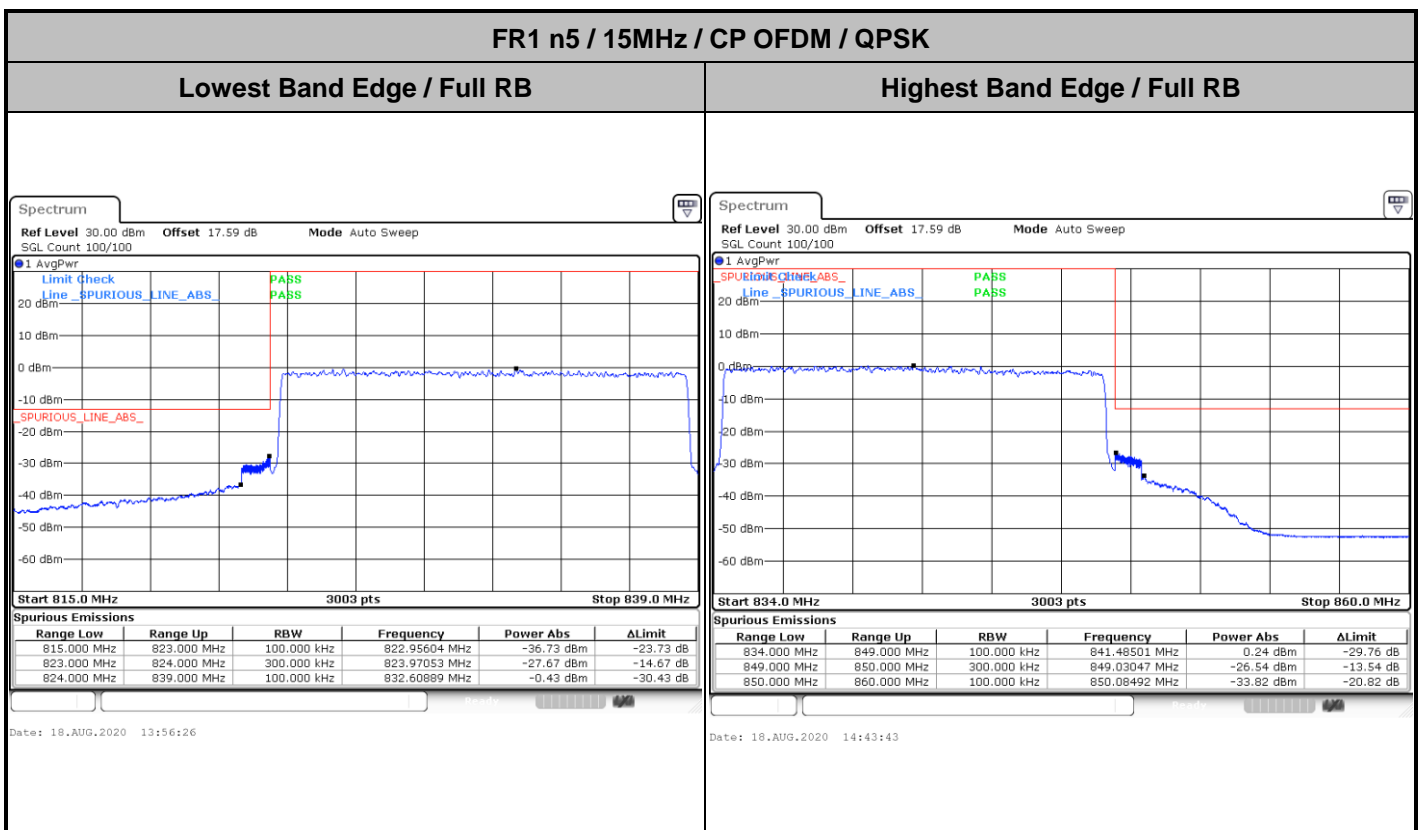 FR1 n5 / 15MHz / CP OFDM / QPSK
Lowest Band Edge / Full RB
Highest Band Edge / Full RB
Spectrum
Ref Level 30.00 dBm Offset 17.59 dB Mode Auto Sweep
SGL Count 100/100
1 AvgPwr
Limit Check PASS
Line _SPURIOUS_LINE_ABS_ PASS
20 dBm
10 dBm
0 dBm
-10 dBm
_SPURIOUS_LINE_ABS_
-20 dBm
-30 dBm
-40 dBm
-50 dBm
-60 dBm
Start 815.0 MHz 3003 pts Stop 839.0 MHz
Spurious Emissions
Range Low Range Up RBW Frequency Power Abs ΔLimit
815.000 MHz 823.000 MHz 100.000 kHz 822.95604 MHz -36.73 dBm -23.73 dB
823.000 MHz 824.000 MHz 300.000 kHz 823.97053 MHz -27.67 dBm -14.67 dB
824.000 MHz 839.000 MHz 100.000 kHz 832.60889 MHz -0.43 dBm -30.43 dB
Ready
Date: 18.AUG.2020 13:56:26
Spectrum
Ref Level 30.00 dBm Offset 17.59 dB Mode Auto Sweep
SGL Count 100/100
1 AvgPwr
_SPURIOUS_LINE_ABS_
Limit Check PASS
Line _SPURIOUS_LINE_ABS_ PASS
20 dBm
10 dBm
0 dBm
-10 dBm
-20 dBm
-30 dBm
-40 dBm
-50 dBm
-60 dBm
Start 834.0 MHz 3003 pts Stop 860.0 MHz
Spurious Emissions
Range Low Range Up RBW Frequency Power Abs ΔLimit
834.000 MHz 849.000 MHz 100.000 kHz 841.48501 MHz 0.24 dBm -29.76 dB
849.000 MHz 850.000 MHz 300.000 kHz 849.03047 MHz -26.54 dBm -13.54 dB
850.000 MHz 860.000 MHz 100.000 kHz 850.08492 MHz -33.82 dBm -20.82 dB
Ready
Date: 18.AUG.2020 14:43:43